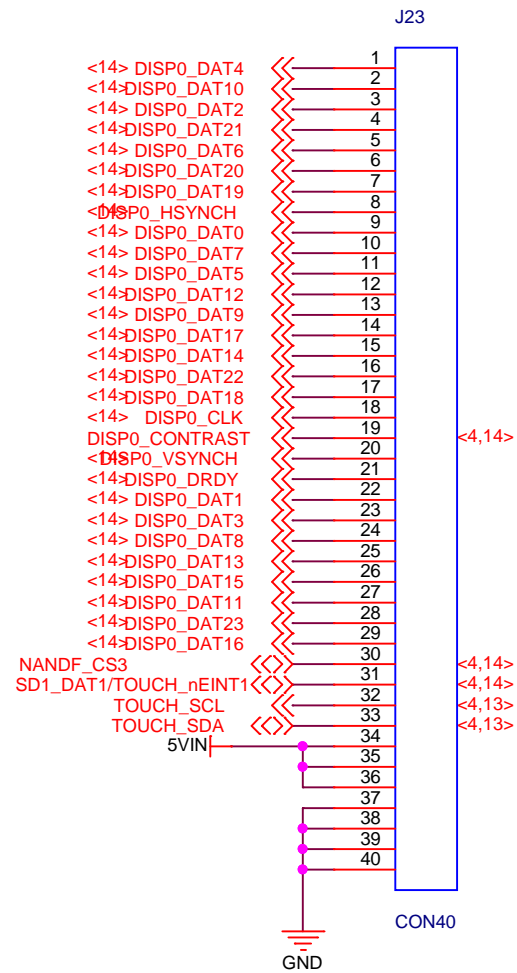 J23
<14> DISP0_DAT4 1
<14> DISP0_DAT10 2
<14> DISP0_DAT2 3
<14> DISP0_DAT21 4
<14> DISP0_DAT6 5
<14> DISP0_DAT20 6
<14> DISP0_DAT19 7
<14> DISP0_HSYNCH 8
<14> DISP0_DAT0 9
<14> DISP0_DAT7 10
<14> DISP0_DAT5 11
<14> DISP0_DAT12 12
<14> DISP0_DAT9 13
<14> DISP0_DAT17 14
<14> DISP0_DAT14 15
<14> DISP0_DAT22 16
<14> DISP0_DAT18 17
<14> DISP0_CLK 18
DISP0_CONTRAST 19 <4,14>
<14> DISP0_VSYNCH 20
<14> DISP0_DRDY 21
<14> DISP0_DAT1 22
<14> DISP0_DAT3 23
<14> DISP0_DAT8 24
<14> DISP0_DAT13 25
<14> DISP0_DAT15 26
<14> DISP0_DAT11 27
<14> DISP0_DAT23 28
<14> DISP0_DAT16 29
NANDF_CS3 30 <4,14>
SD1_DAT1/TOUCH_nEINT1 31 <4,14>
TOUCH_SCL 32 <4,13>
TOUCH_SDA 33 <4,13>
5VIN 34
35
36
37
38
39
40
CON40
GND